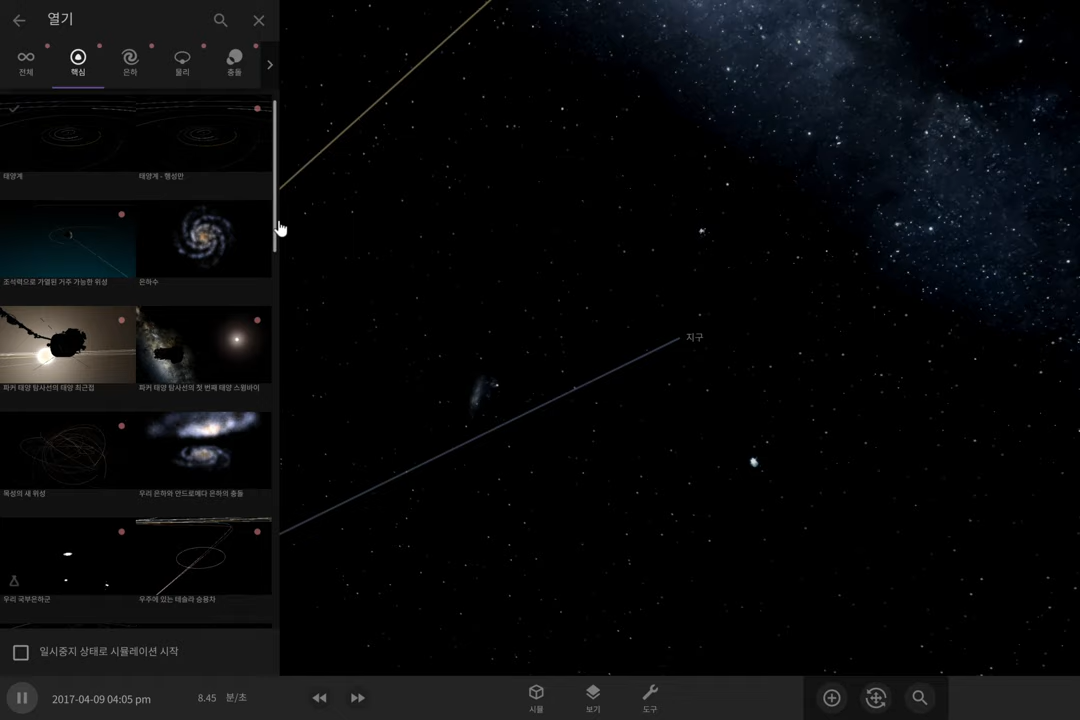 열기
전체 핵심 은하 물리 충돌
태양계 태양계 - 행성만
조석력으로 가열된 거주 가능한 위성 은하수
파커 태양 탐사선의 태양 최근접 파커 태양 탐사선의 첫 번째 태양 스윙바이
목성의 새 위성 우리 은하와 안드로메다 은하의 충돌
우리 국부은하군 우주에 있는 테슬라 승용차
지구
일시중지 상태로 시뮬레이션 시작
2017-04-09 04:05 pm 8.45 분/초
시뮬 보기 도구